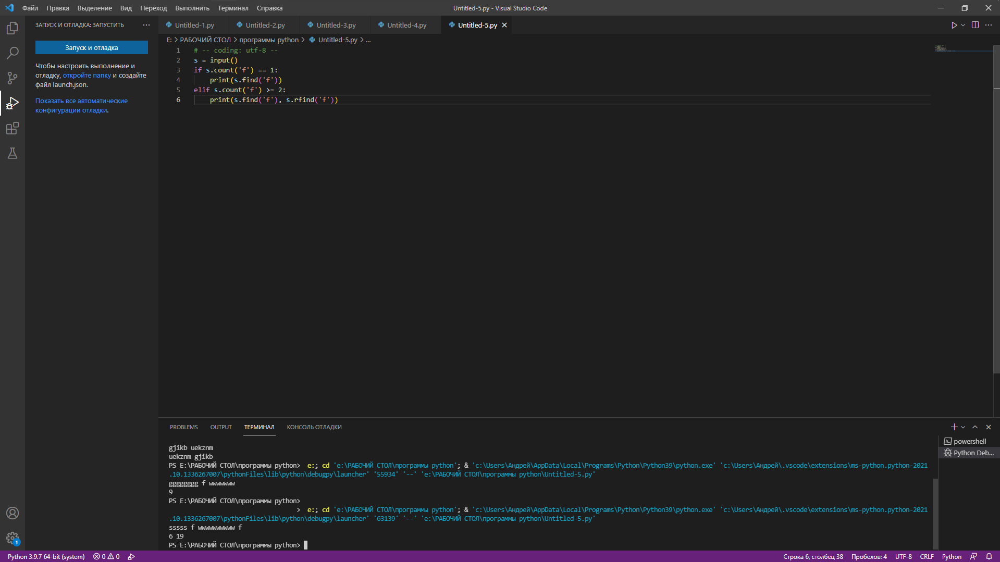 Файл Правка Выделение Вид Переход Выполнить Терминал Справка
Untitled-5.py - Visual Studio Code
ЗАПУСК И ОТЛАДКА: ЗАПУСТИТЬ
Запуск и отладка
Чтобы настроить выполнение и
отладку, откройте папку и создайте
файл launch.json.
Показать все автоматические
конфигурации отладки.
Untitled-1.py Untitled-2.py Untitled-3.py Untitled-4.py Untitled-5.py
E: > РАБОЧИЙ СТОЛ > программы python > Untitled-5.py > ...
1 # -- coding: utf-8 --
2 s = input()
3 if s.count('f') == 1:
4 print(s.find('f'))
5 elif s.count('f') >= 2:
6 print(s.find('f'), s.rfind('f'))
PROBLEMS OUTPUT ТЕРМИНАЛ КОНСОЛЬ ОТЛАДКИ
gjikb uekznm
uekznm gjikb
PS E:\РАБОЧИЙ СТОЛ\программы python> e:; cd 'e:\РАБОЧИЙ СТОЛ\программы python'; & 'c:\Users\Андрей\AppData\Local\Programs\Python\Python39\python.exe' 'c:\Users\Андрей\.vscode\extensions\ms-python.python-2021
.10.1336267007\pythonFiles\lib\python\debugpy\launcher' '55934' '--' 'e:\РАБОЧИЙ СТОЛ\программы python\Untitled-5.py'
gggggggg f wwwwwww
9
PS E:\РАБОЧИЙ СТОЛ\программы python>
> e:; cd 'e:\РАБОЧИЙ СТОЛ\программы python'; & 'c:\Users\Андрей\AppData\Local\Programs\Python\Python39\python.exe' 'c:\Users\Андрей\.vscode\extensions\ms-python.python-2021
.10.1336267007\pythonFiles\lib\python\debugpy\launcher' '63139' '--' 'e:\РАБОЧИЙ СТОЛ\программы python\Untitled-5.py'
sssss f wwwwwwwwww f
6 19
PS E:\РАБОЧИЙ СТОЛ\программы python>
powershell
Python Deb...
1
Python 3.9.7 64-bit (system) 0 0
Строка 6, столбец 38 Пробелов: 4 UTF-8 CRLF Python